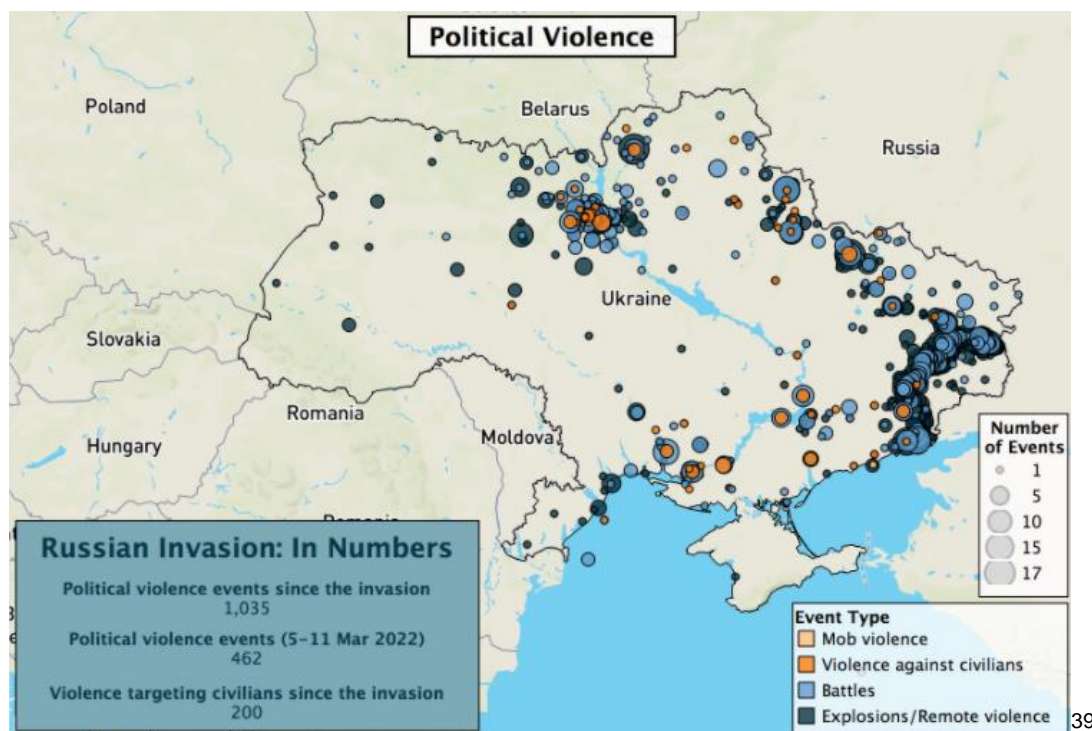 Political Violence
Poland
Belarus
Russia
Ukraine
Slovakia
Romania
Moldova
Hungary
Number
of Events
1
5
10
15
17
Russian Invasion: In Numbers
Political violence events since the invasion
1,035
Political violence events (5-11 Mar 2022)
462
Violence targeting civilians since the invasion
200
Event Type
Mob violence
Violence against civilians
Battles
Explosions/Remote violence
39